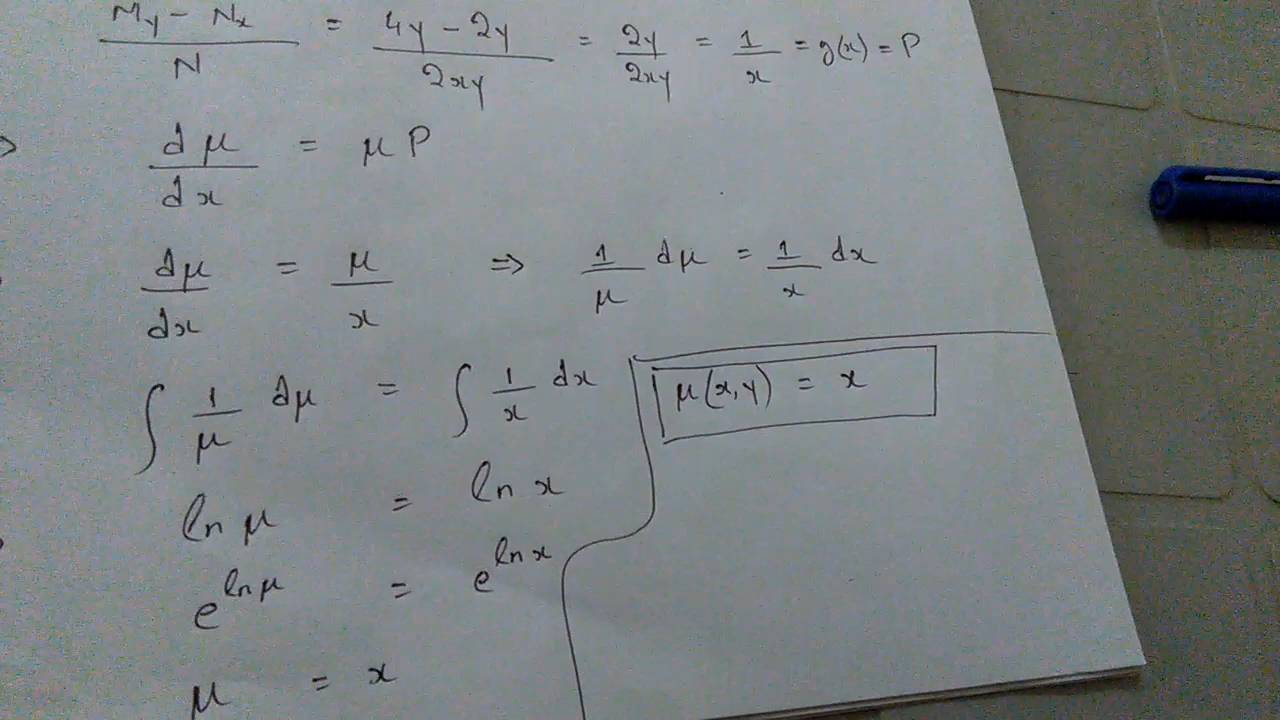 My - Nx / N = 4y - 2y / 2xy = 2y / 2xy = 1 / x = g(x) = P
⇒ dμ / dx = μ P
dμ / dx = μ / x ⇒ 1 / μ dμ = 1 / x dx
∫ 1 / μ dμ = ∫ 1 / x dx
ln μ = ln x
e^ln μ = e^ln x
μ = x
μ(x,y) = x